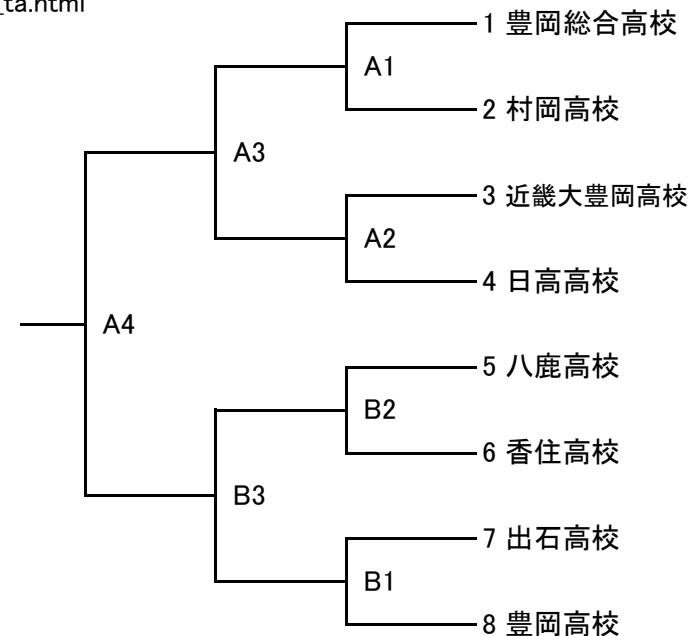 _ta.html
1 豊岡総合高校
A1
2 村岡高校
A3
3 近畿大豊岡高校
A2
4 日高高校
A4
5 八鹿高校
B2
6 香住高校
B3
7 出石高校
B1
8 豊岡高校